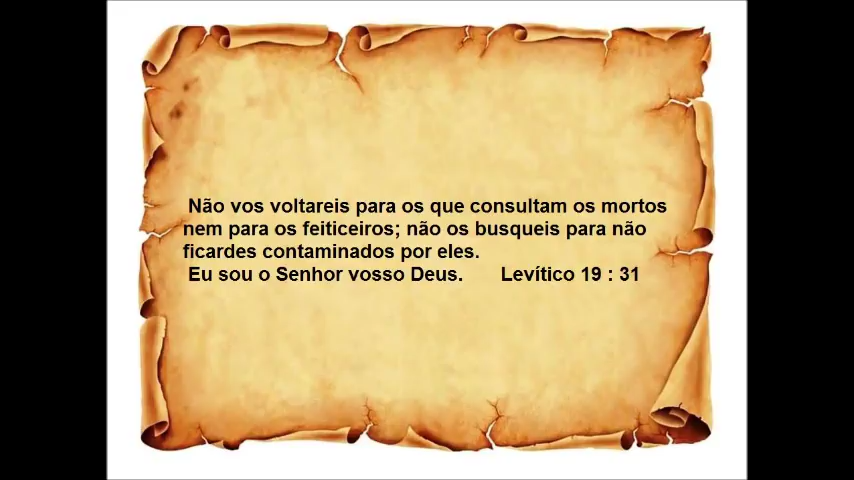 Não vos voltareis para os que consultam os mortos
nem para os feiticeiros; não os busqueis para não
ficardes contaminados por eles.
Eu sou o Senhor vosso Deus. Levítico 19 : 31